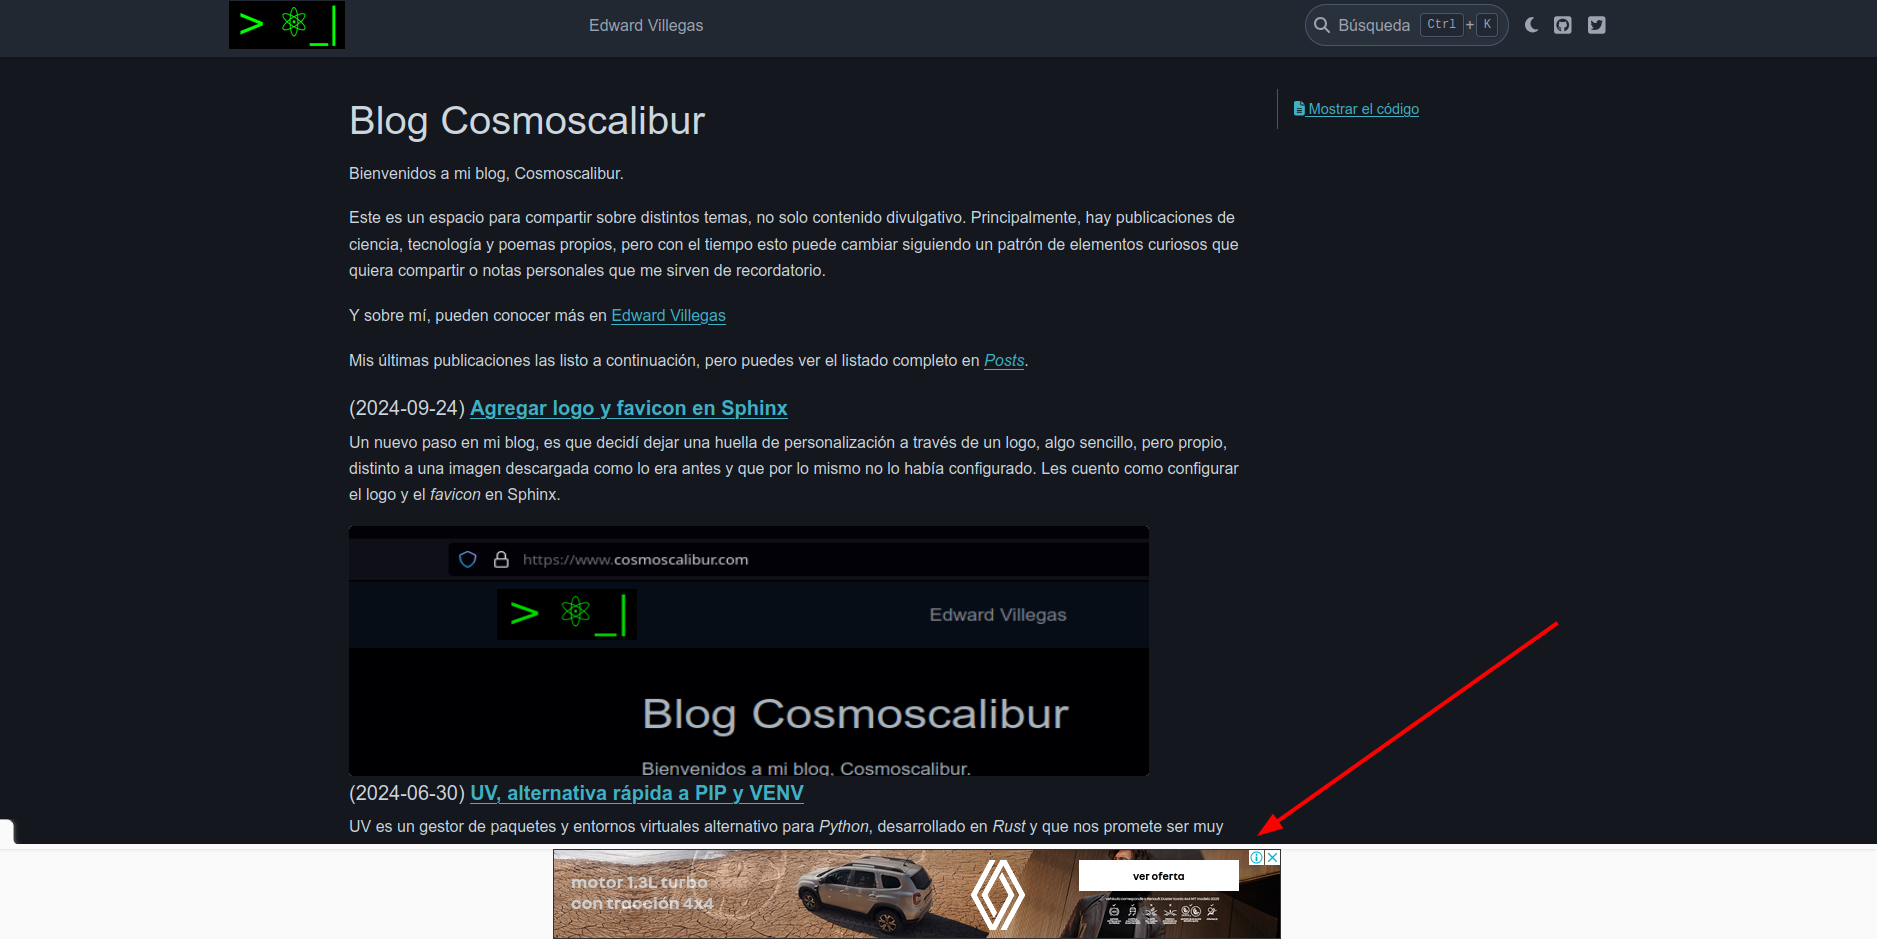 > _|
Edward Villegas
Búsqueda Ctrl + K
Blog Cosmoscalibur
Mostrar el código
Bienvenidos a mi blog, Cosmoscalibur.
Este es un espacio para compartir sobre distintos temas, no solo contenido divulgativo. Principalmente, hay publicaciones de
ciencia, tecnología y poemas propios, pero con el tiempo esto puede cambiar siguiendo un patrón de elementos curiosos que
quiera compartir o notas personales que me sirven de recordatorio.
Y sobre mí, pueden conocer más en Edward Villegas
Mis últimas publicaciones las listo a continuación, pero puedes ver el listado completo en Posts.
(2024-09-24) Agregar logo y favicon en Sphinx
Un nuevo paso en mi blog, es que decidí dejar una huella de personalización a través de un logo, algo sencillo, pero propio,
distinto a una imagen descargada como lo era antes y que por lo mismo no lo había configurado. Les cuento como configurar
el logo y el favicon en Sphinx.
https://www.cosmoscalibur.com
> _|
Edward Villegas
Blog Cosmoscalibur
Bienvenidos a mi blog, Cosmoscalibur.
(2024-06-30) UV, alternativa rápida a PIP y VENV
UV es un gestor de paquetes y entornos virtuales alternativo para Python, desarrollado en Rust y que nos promete ser muy
motor 1.3L turbo
con tracción 4x4
ver oferta